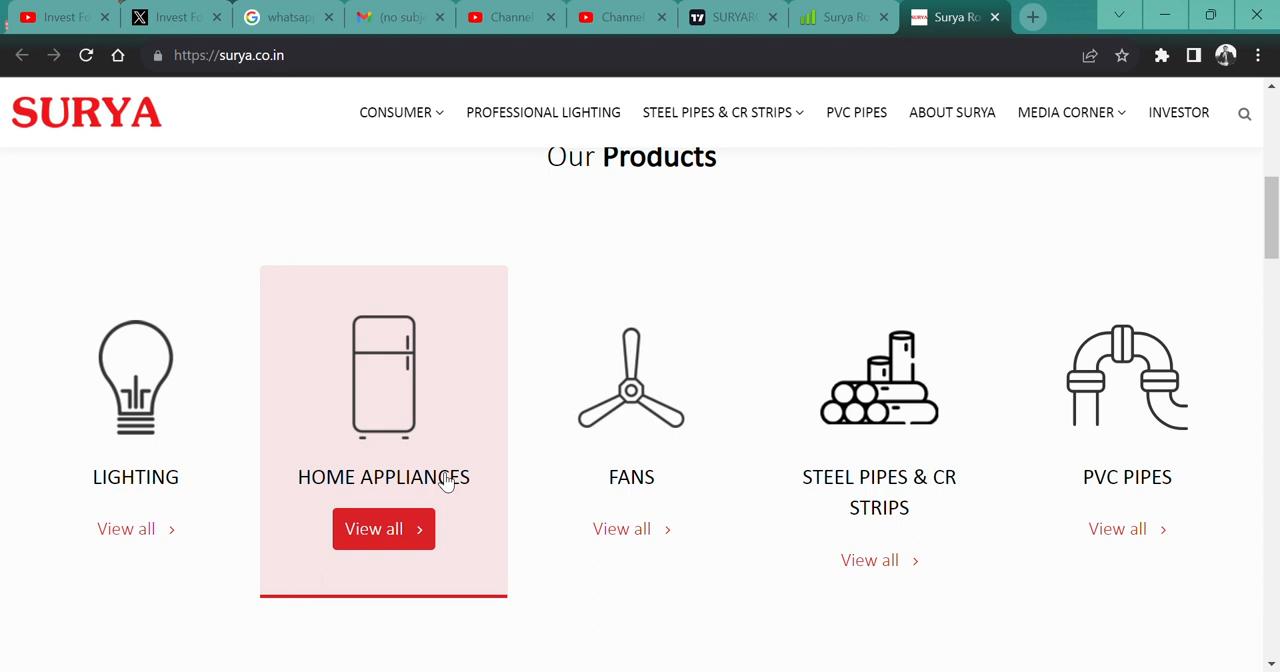 Invest Fo
Invest Fo
whatsapp
(no subje
Channel
Channel
SURYARO
Surya Ro
Surya Ro
https://surya.co.in
SURYA
CONSUMER
PROFESSIONAL LIGHTING
STEEL PIPES & CR STRIPS
PVC PIPES
ABOUT SURYA
MEDIA CORNER
INVESTOR
Our Products
LIGHTING
View all
HOME APPLIANCES
View all
FANS
View all
STEEL PIPES & CR
STRIPS
View all
PVC PIPES
View all